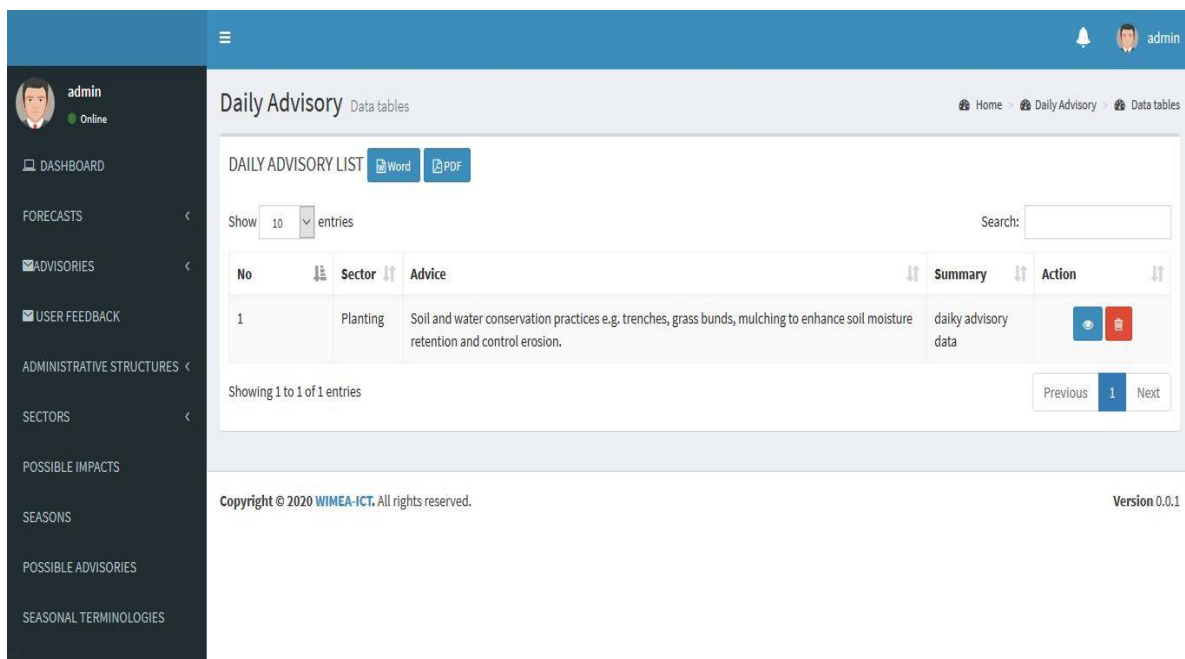 admin
admin
Online
DASHBOARD
FORECASTS
ADVISORIES
USER FEEDBACK
ADMINISTRATIVE STRUCTURES
SECTORS
POSSIBLE IMPACTS
SEASONS
POSSIBLE ADVISORIES
SEASONAL TERMINOLOGIES
Daily Advisory Data tables
Home > Daily Advisory > Data tables
DAILY ADVISORY LIST Word PDF
Show 10 entries
Search:
No Sector Advice Summary Action
1 Planting Soil and water conservation practices e.g. trenches, grass bunds, mulching to enhance soil moisture daiky advisory
retention and control erosion. data
Showing 1 to 1 of 1 entries
Previous 1 Next
Copyright © 2020 WIMEA-ICT. All rights reserved.
Version 0.0.1